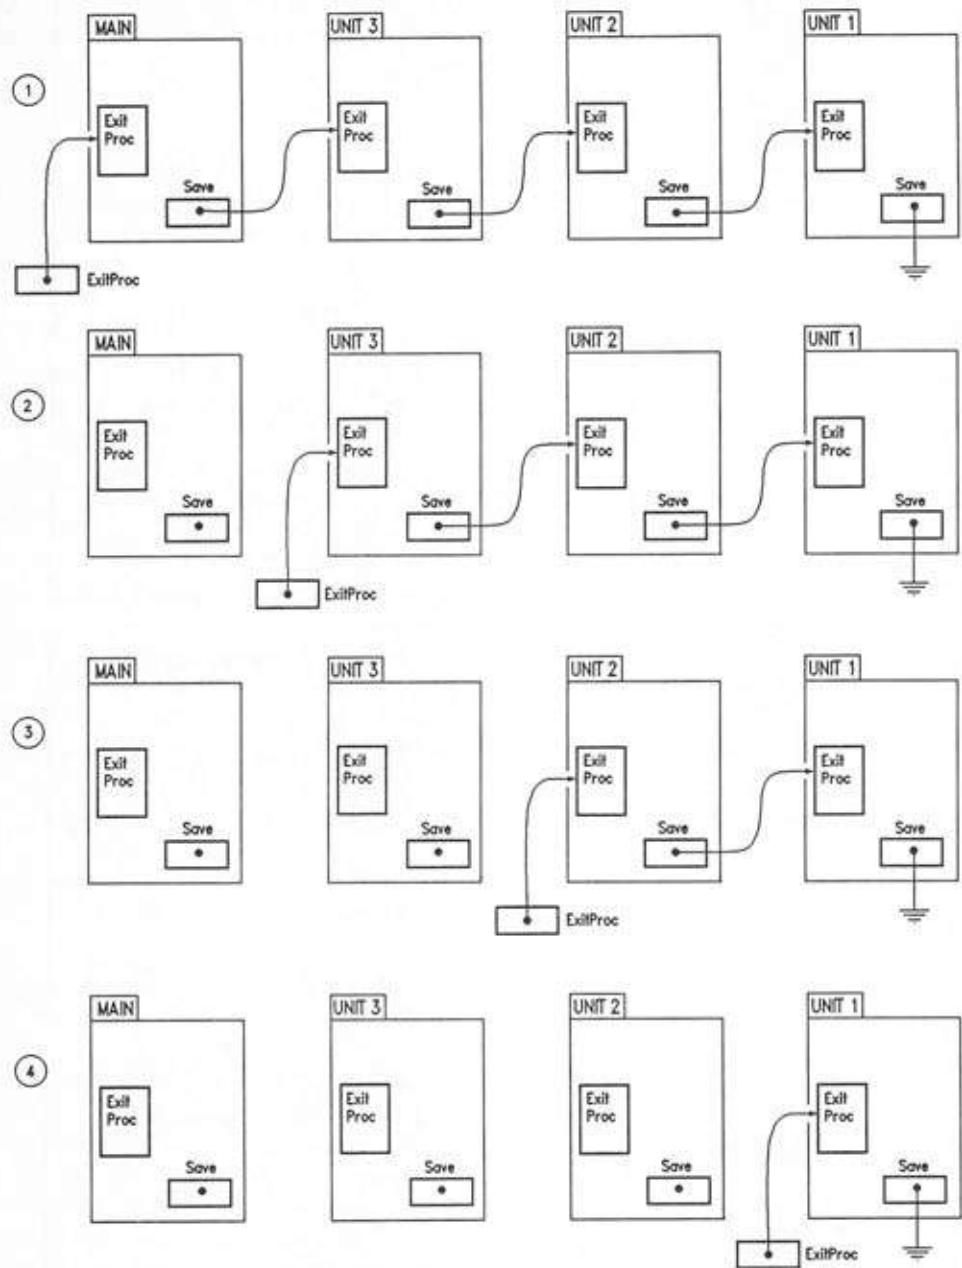 MAIN
UNIT 3
UNIT 2
UNIT 1
1
Exit
Proc
Exit
Proc
Exit
Proc
Exit
Proc
Save
Save
Save
Save
ExitProc
MAIN
UNIT 3
UNIT 2
UNIT 1
2
Exit
Proc
Exit
Proc
Exit
Proc
Exit
Proc
Save
Save
Save
Save
ExitProc
MAIN
UNIT 3
UNIT 2
UNIT 1
3
Exit
Proc
Exit
Proc
Exit
Proc
Exit
Proc
Save
Save
Save
Save
ExitProc
MAIN
UNIT 3
UNIT 2
UNIT 1
4
Exit
Proc
Exit
Proc
Exit
Proc
Exit
Proc
Save
Save
Save
Save
ExitProc